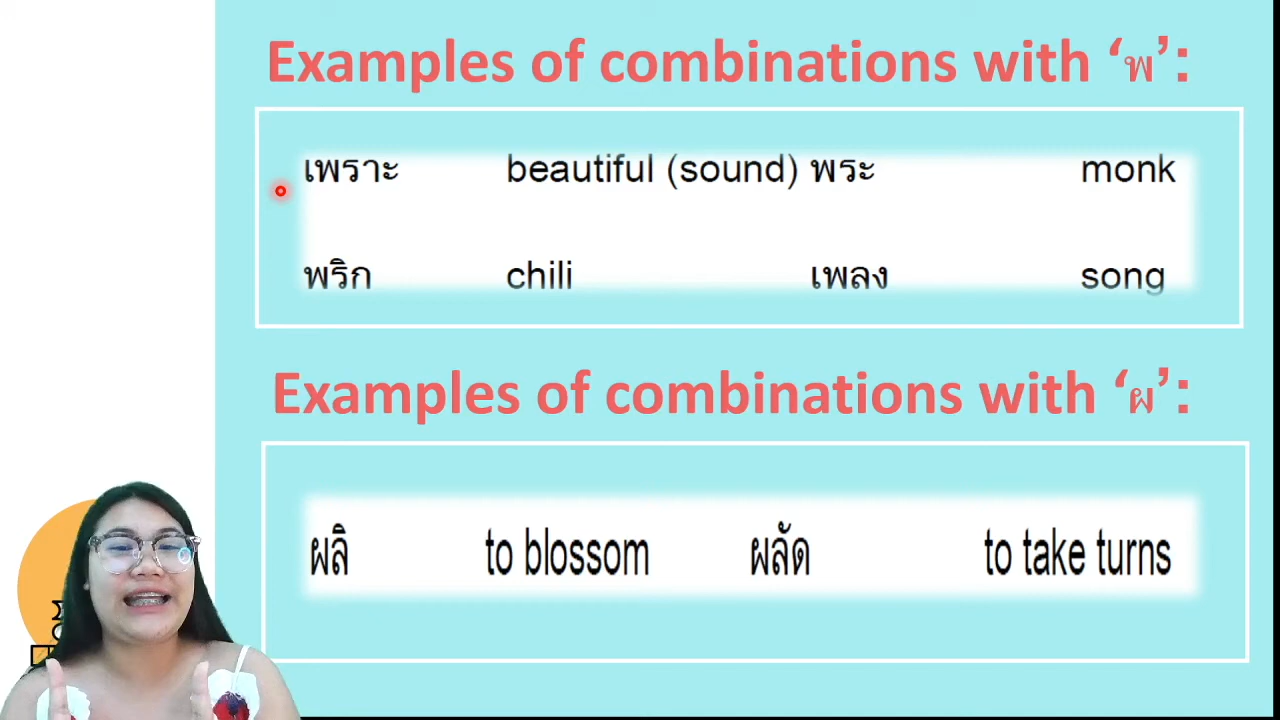 Examples of combinations with ‘พ’:
เพราะ beautiful (sound) พระ monk
พริก chili เพลง song
Examples of combinations with ‘ผ’:
ผลิ to blossom ผลัด to take turns